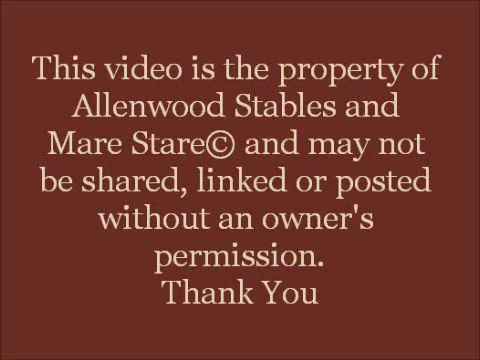 This video is the property of
Allenwood Stables and
Mare Stare© and may not
be shared, linked or posted
without an owner's
permission.
Thank You